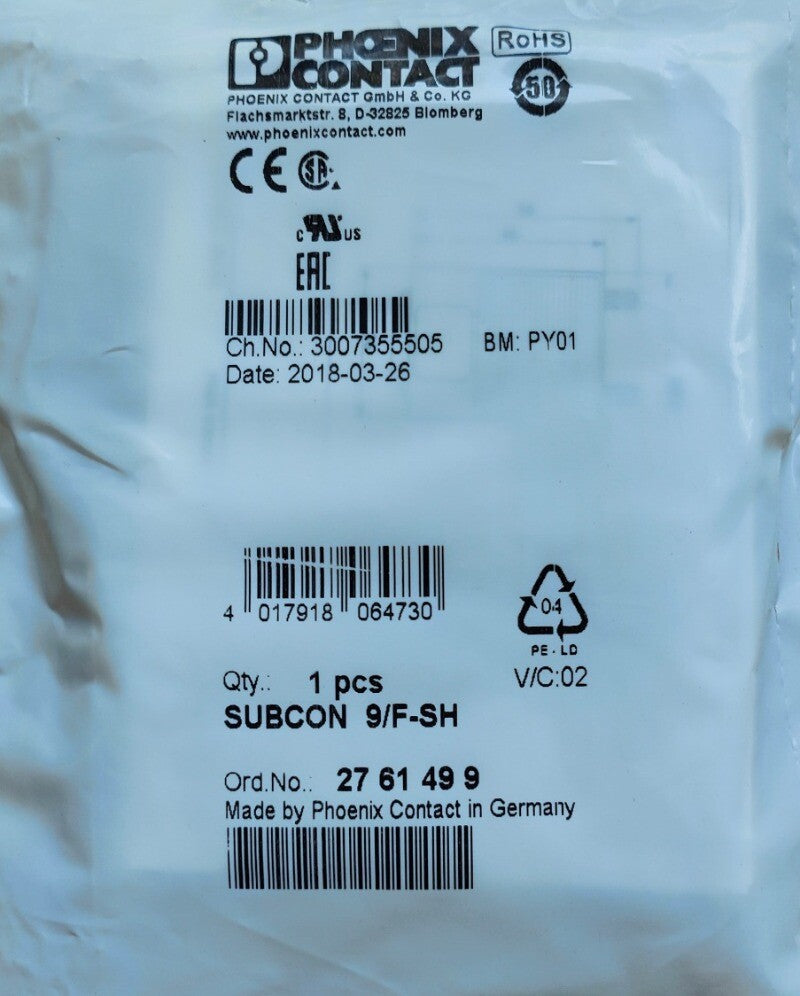 PHOENIX
CONTACT
RoHS
50
PHOENIX CONTACT GmbH & Co. KG
Flachsmarktstr. 8, D-32825 Blomberg
www.phoenixcontact.com
CE SA
c RU US
EAC
Ch.No.: 3007355505 BM: PY01
Date: 2018-03-26
4 017918 064730
04
PE-LD
Qty.: 1 pcs V/C:02
SUBCON 9/F-SH
Ord.No.: 27 61 49 9
Made by Phoenix Contact in Germany